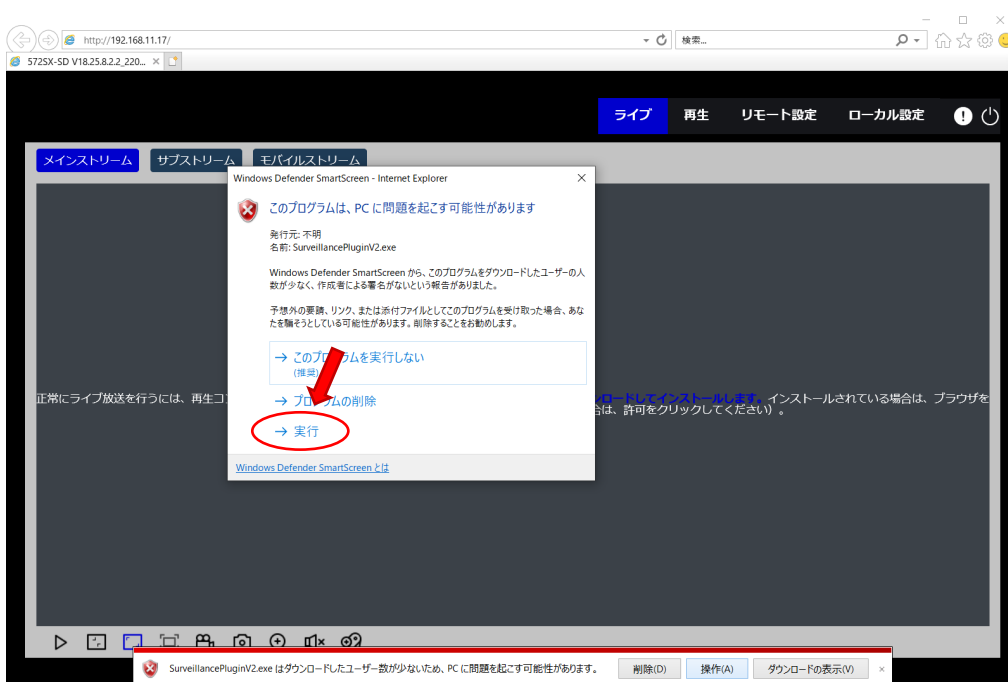 http://192.168.11.17/
検索...
572SX-SD V18.25.8.2.2_220...
ライブ
再生
リモート設定
ローカル設定
メインストリーム
サブストリーム
モバイルストリーム
Windows Defender SmartScreen - Internet Explorer
このプログラムは、PC に問題を起こす可能性があります
発行元: 不明
名前: SurveillancePluginV2.exe
Windows Defender SmartScreen から、このプログラムをダウンロードしたユーザーの人
数が少なく、作成者による署名がないという報告がありました。
予想外の要請、リンク、または添付ファイルとしてこのプログラムを受け取った場合、あな
たを騙そうとしている可能性があります。削除することをお勧めします。
→ このプログラムを実行しない
(推奨)
→ プログラムの削除
→ 実行
Windows Defender SmartScreen とは
正常にライブ放送を行うには、再生コ
ンロードしてインストールします。インストールされている場合は、ブラウザを
合は、許可をクリックしてください）。
SurveillancePluginV2.exe はダウンロードしたユーザー数が少ないため、PC に問題を起こす可能性があります。
削除(D)
操作(A)
ダウンロードの表示(V)